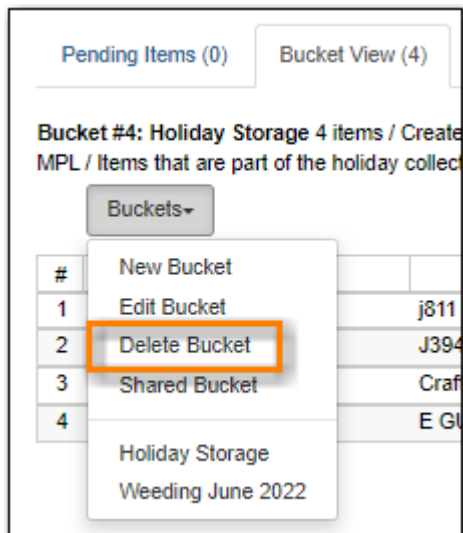 Pending Items (0)
Bucket View (4)
Bucket #4: Holiday Storage 4 items / Create
MPL / Items that are part of the holiday collect
Buckets
#
New Bucket
1
Edit Bucket
j811
2
Delete Bucket
J394
3
Shared Bucket
Craf
4
E GU
Holiday Storage
Weeding June 2022